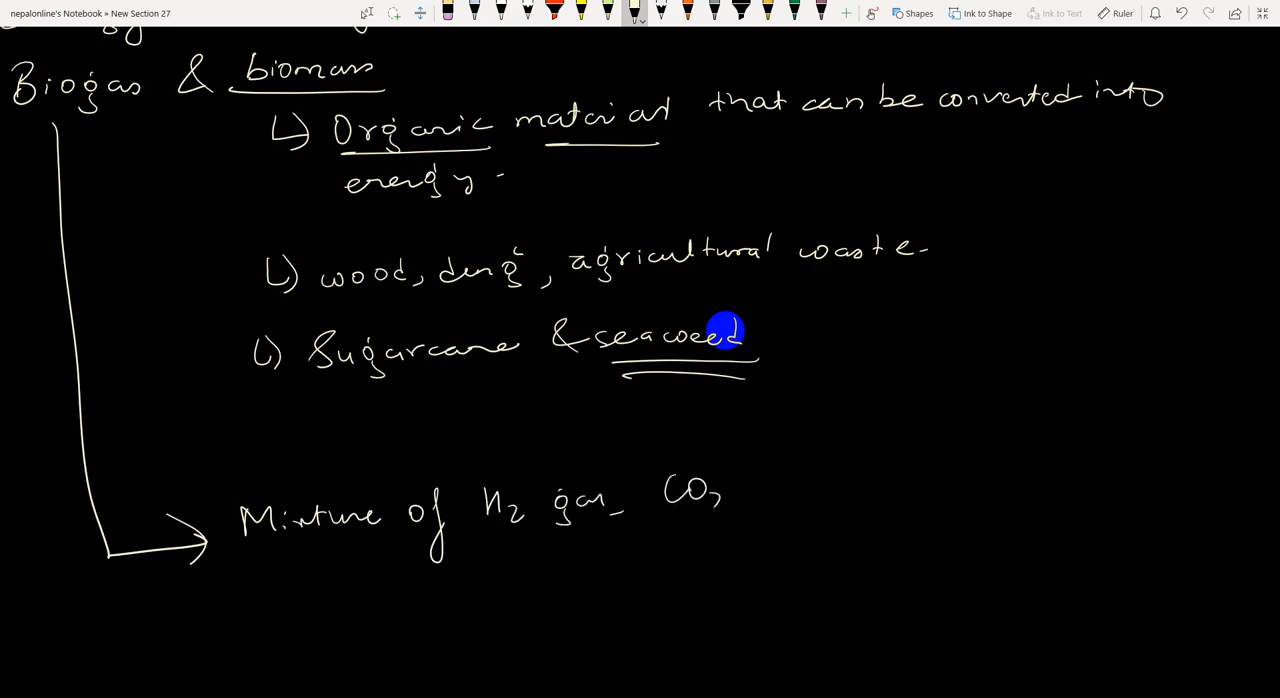 nepalonline's Notebook » New Section 27
Shapes Ink to Shape Ink to Text Ruler
Biogas & biomass
Organic material that can be converted into
energy.
wood, dung, agricultural waste.
Sugarcane & seaweed
Mixture of H2 gas CO,